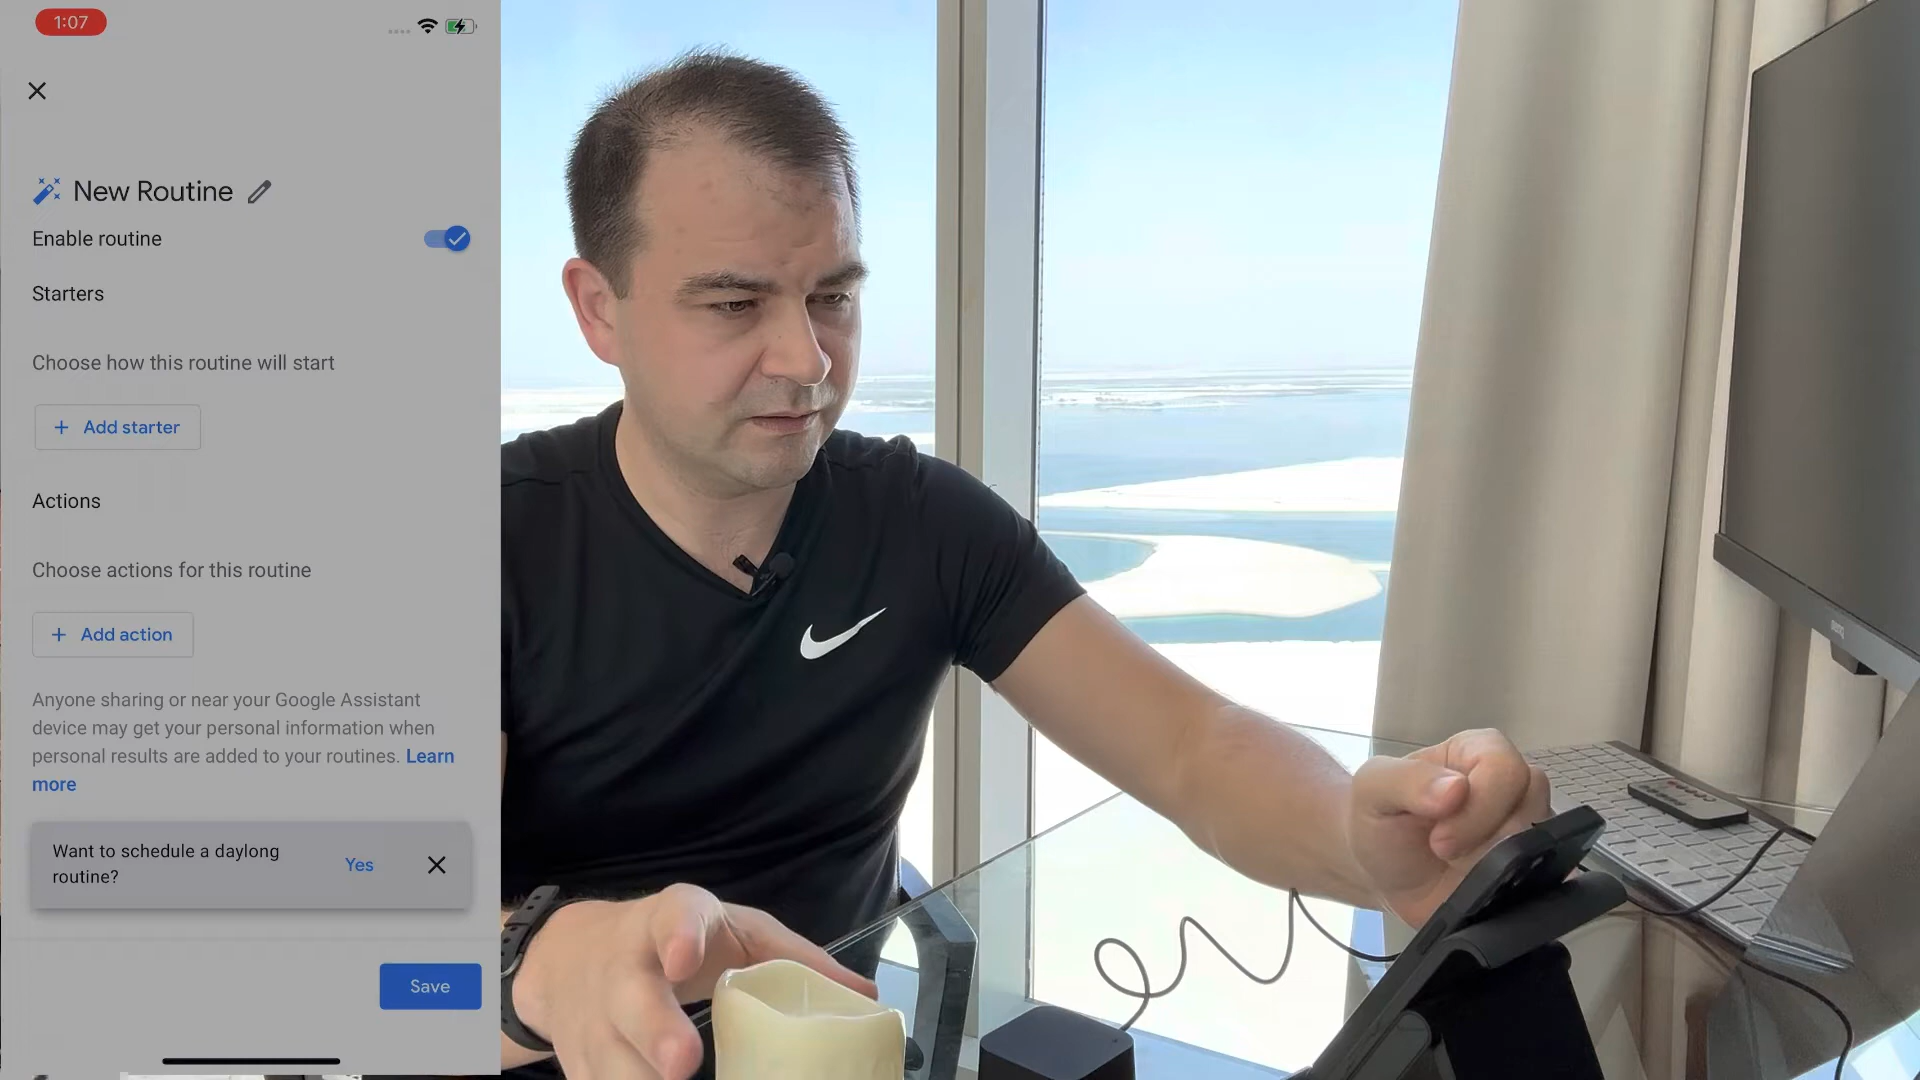 1:07
New Routine
Enable routine
Starters
Choose how this routine will start
+ Add starter
Actions
Choose actions for this routine
+ Add action
Anyone sharing or near your Google Assistant
device may get your personal information when
personal results are added to your routines. Learn
more
Want to schedule a daylong
routine?
Yes
Save
BenQ